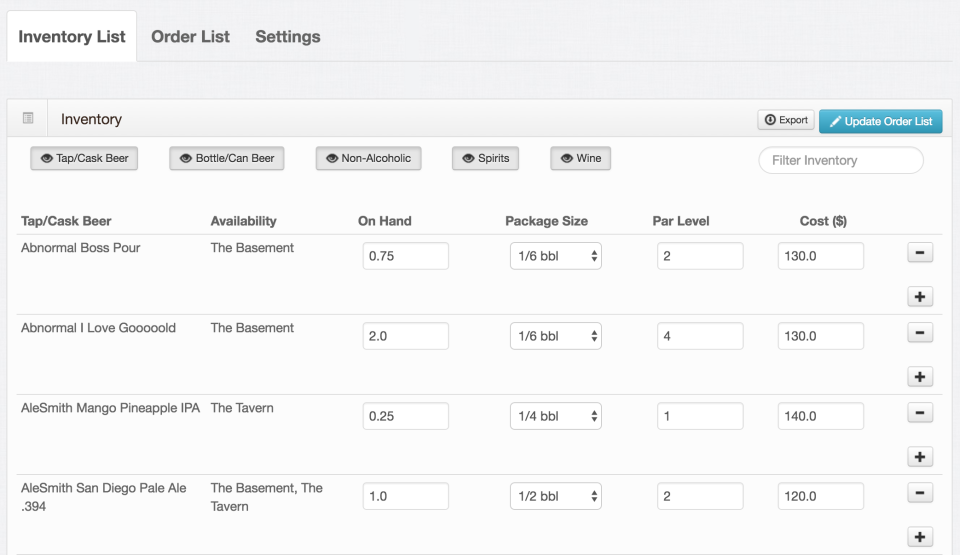 Inventory List Order List Settings
Inventory Export Update Order List
Tap/Cask Beer Bottle/Can Beer Non-Alcoholic Spirits Wine Filter Inventory
Tap/Cask Beer Availability On Hand Package Size Par Level Cost ($)
Abnormal Boss Pour The Basement 0.75 1/6 bbl 2 130.0
Abnormal I Love Gooooold The Basement 2.0 1/6 bbl 4 130.0
AleSmith Mango Pineapple IPA The Tavern 0.25 1/4 bbl 1 140.0
AleSmith San Diego Pale Ale The Basement, The 1.0 1/2 bbl 2 120.0
.394 Tavern